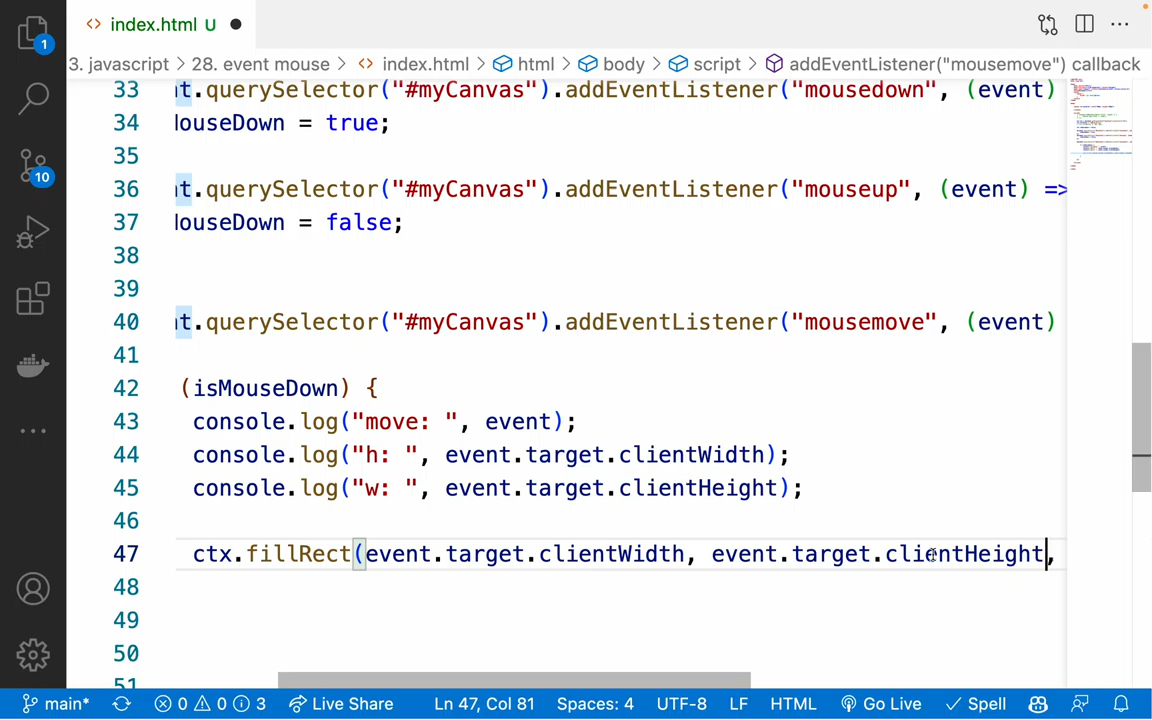 index.html U
3. javascript > 28. event mouse > index.html > html > body > script > addEventListener("mousemove") callback
1
10
33 t.querySelector("#myCanvas").addEventListener("mousedown", (event)
34 MouseDown = true;
35
36 t.querySelector("#myCanvas").addEventListener("mouseup", (event) =>
37 MouseDown = false;
38
39
40 t.querySelector("#myCanvas").addEventListener("mousemove", (event)
41
42 (isMouseDown) {
43 console.log("move: ", event);
44 console.log("h: ", event.target.clientWidth);
45 console.log("w: ", event.target.clientHeight);
46
47 ctx.fillRect(event.target.clientWidth, event.target.clientHeight,
48
49
50
51
main* 0 0 3 Live Share Ln 47, Col 81 Spaces: 4 UTF-8 LF HTML Go Live Spell